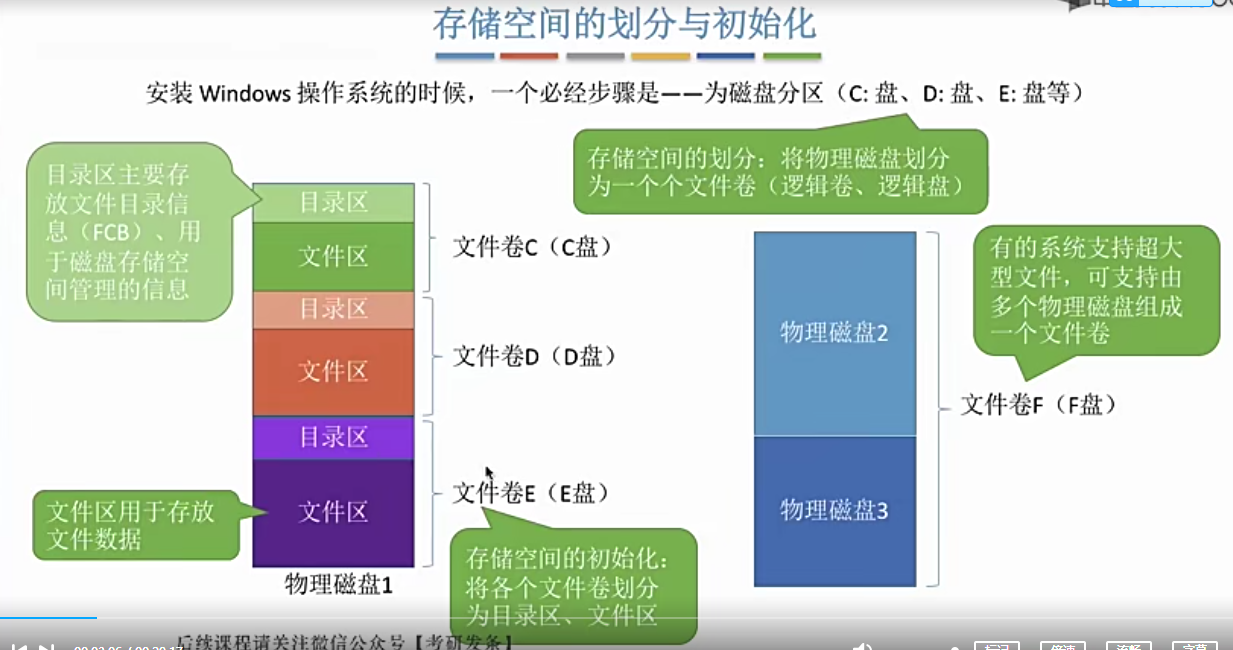 存储空间的划分与初始化
安装 Windows 操作系统的时候，一个必经步骤是——为磁盘分区（C: 盘、D: 盘、E: 盘等）
存储空间的划分：将物理磁盘划分
为一个个文件卷（逻辑卷、逻辑盘）
目录区主要存
放文件目录信
息（FCB）、用
于磁盘存储空
间管理的信息
目录区
文件区
文件卷C（C盘）
目录区
文件区
文件卷D（D盘）
目录区
文件区
文件卷E（E盘）
文件区用于存放
文件数据
物理磁盘1
存储空间的初始化：
将各个文件卷划分
为目录区、文件区
有的系统支持超大
型文件，可支持由
多个物理磁盘组成
一个文件卷
物理磁盘2
物理磁盘3
文件卷F（F盘）
后续课程请关注微信公众号【考研发条】